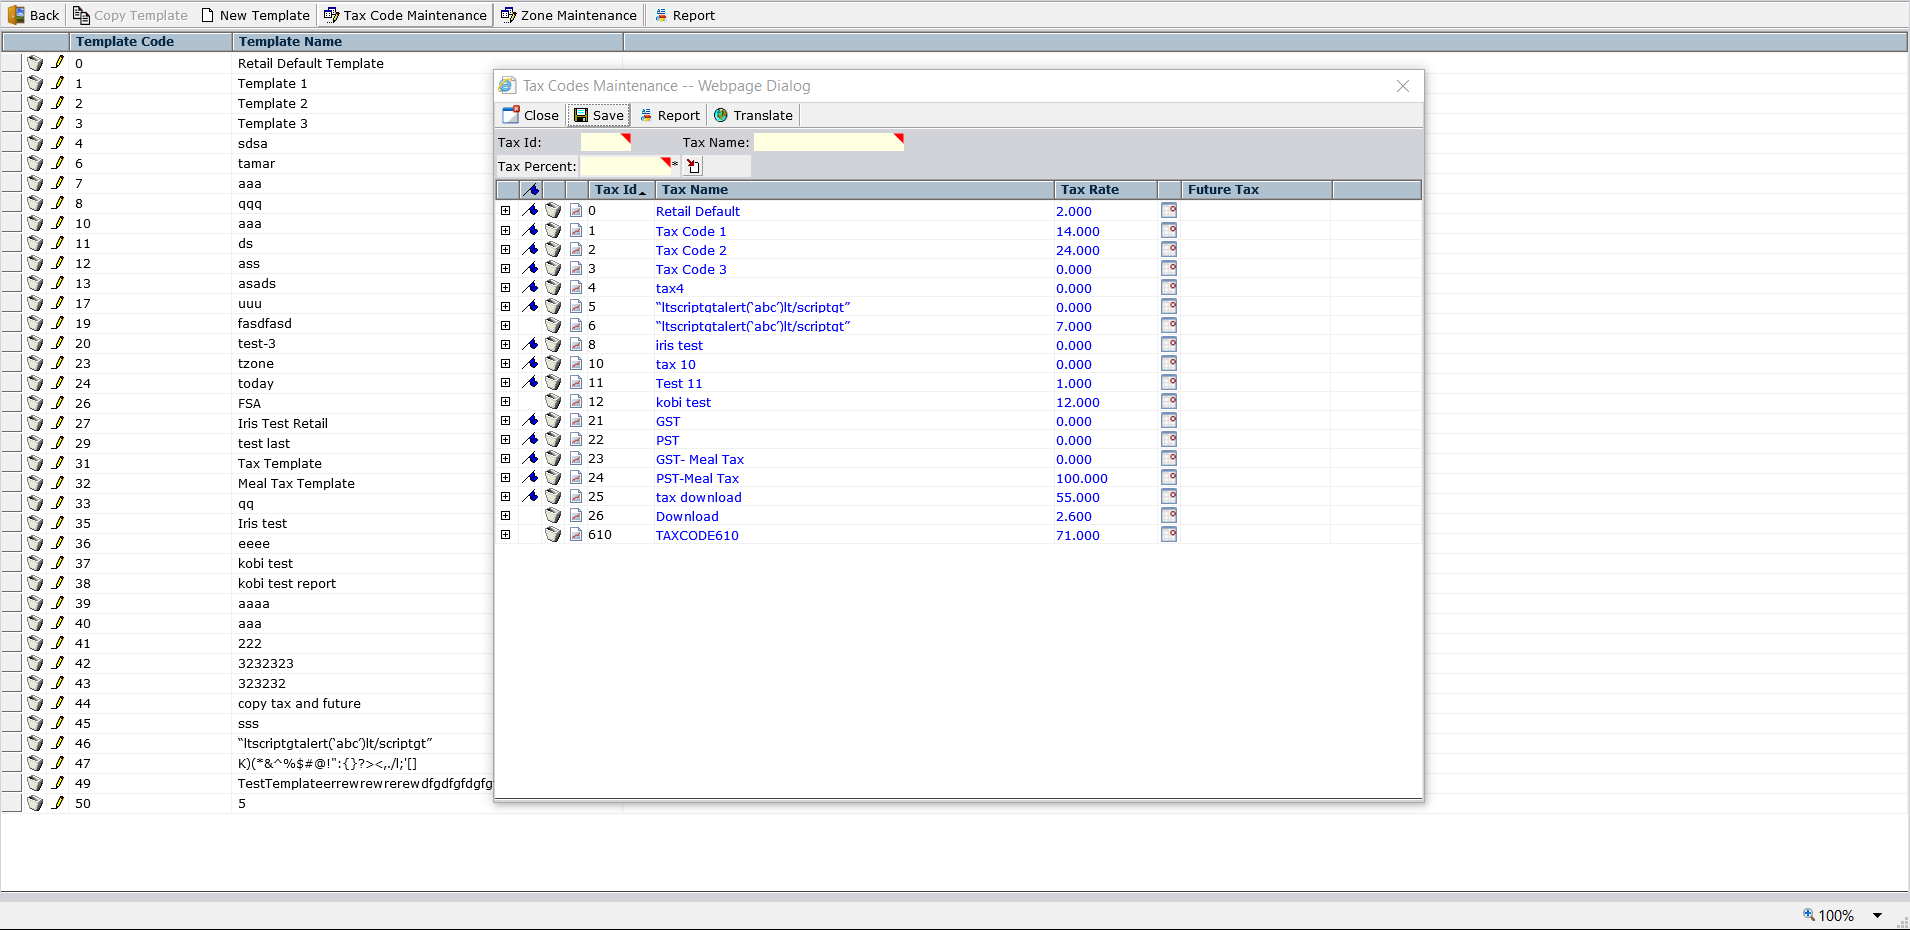 Back Copy Template New Template Tax Code Maintenance Zone Maintenance Report
Template Code Template Name
0 Retail Default Template
1 Template 1
2 Template 2
3 Template 3
4 sdsa
6 tamar
7 aaa
8 qqq
10 aaa
11 ds
12 ass
13 asads
17 uuu
19 fasdfasd
20 test-3
23 tzone
24 today
26 FSA
27 Iris Test Retail
29 test last
31 Tax Template
32 Meal Tax Template
33 qq
35 Iris test
36 eeee
37 kobi test
38 kobi test report
39 aaaa
40 aaa
41 222
42 3232323
43 323232
44 copy tax and future
45 sss
46 “ltscriptgtalert(‘abc’)lt/scriptgt”
47 K)(*&^%$#@!":{}?><,./l;'[]
49 TestTemplateerrewrewrerewdfgdfgfdgfg
50 5
Tax Codes Maintenance -- Webpage Dialog
Close Save Report Translate
Tax Id: Tax Name:
Tax Percent: *
Tax Id Tax Name Tax Rate Future Tax
0 Retail Default 2.000
1 Tax Code 1 14.000
2 Tax Code 2 24.000
3 Tax Code 3 0.000
4 tax4 0.000
5 “ltscriptgtalert(‘abc’)lt/scriptgt” 0.000
6 “ltscriptgtalert(‘abc’)lt/scriptgt” 7.000
8 iris test 0.000
10 tax 10 0.000
11 Test 11 1.000
12 kobi test 12.000
21 GST 0.000
22 PST 0.000
23 GST- Meal Tax 0.000
24 PST-Meal Tax 100.000
25 tax download 55.000
26 Download 2.600
610 TAXCODE610 71.000
100%